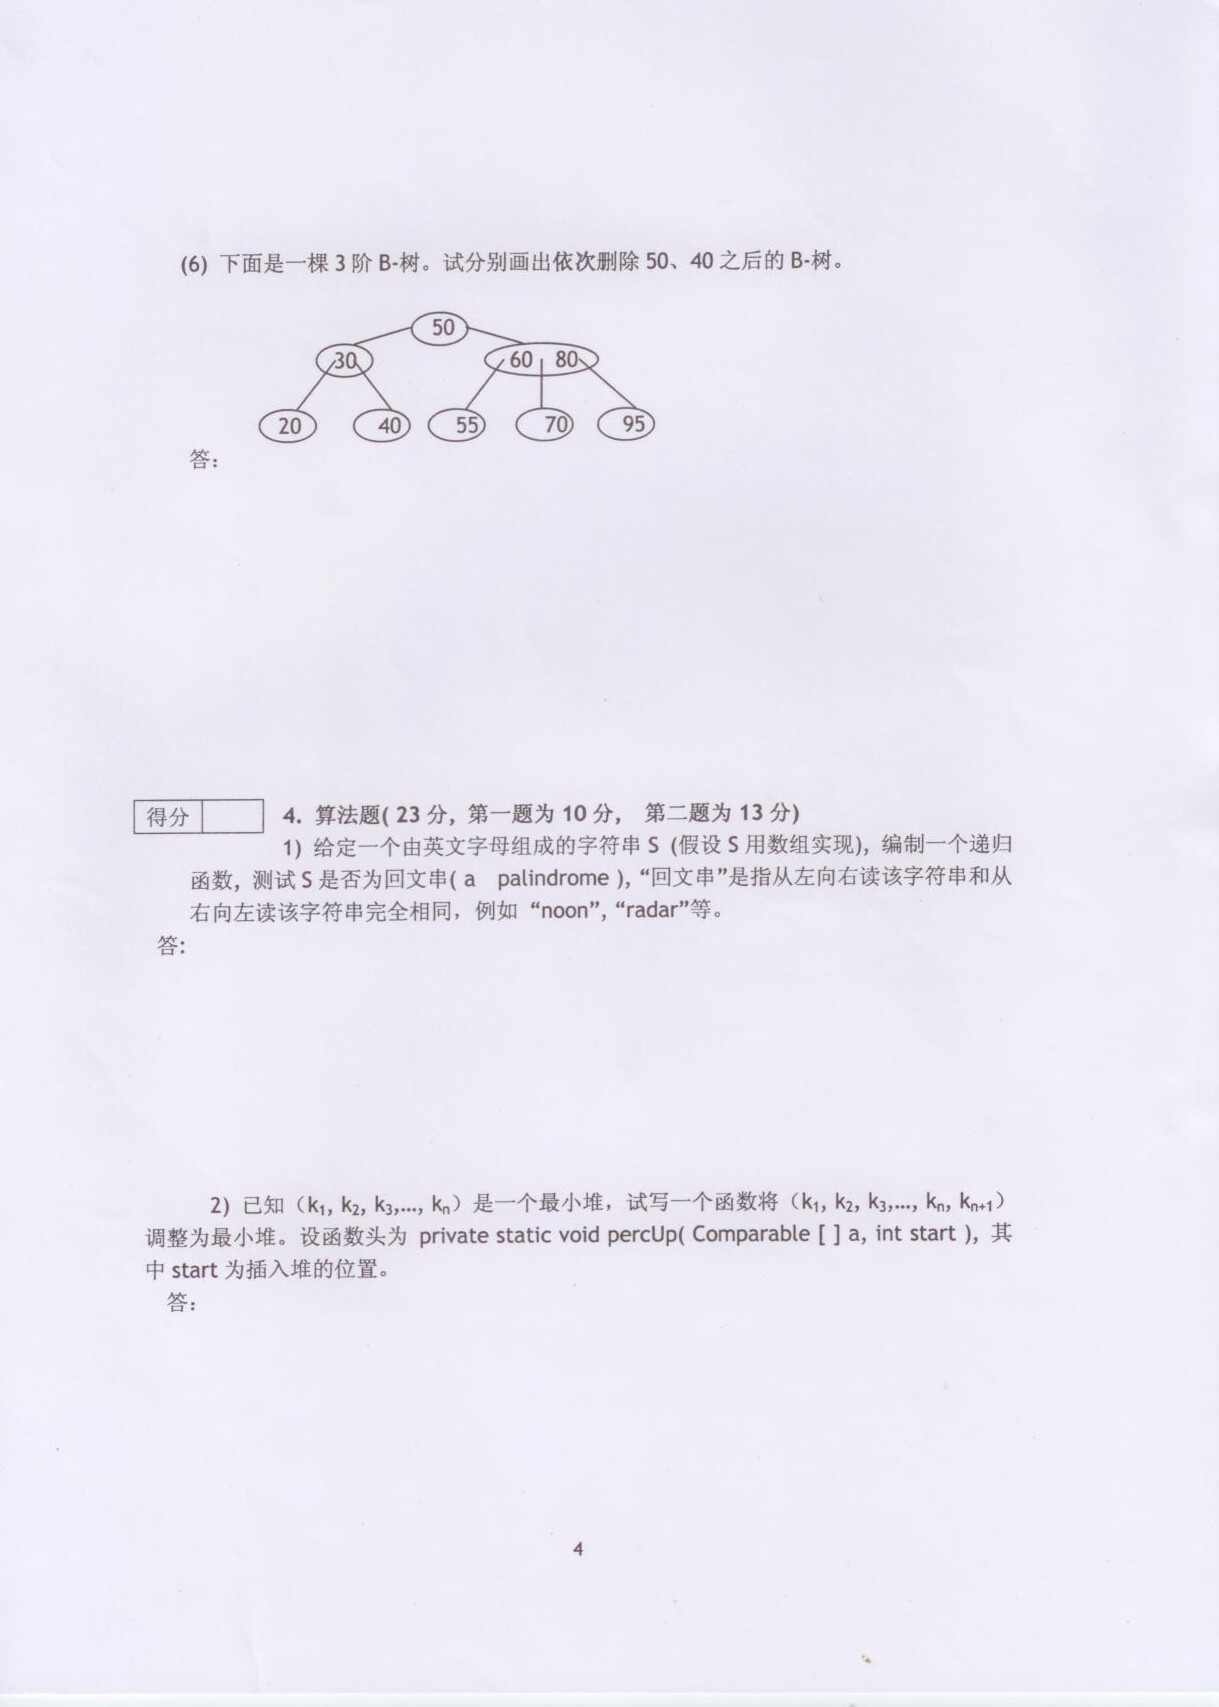 (6) 下面是一棵 3 阶 B-树。试分别画出依次删除 50、40 之后的 B-树。
50
30 60 80
20 40 55 70 95
答：
得分
4. 算法题( 23 分，第一题为 10 分， 第二题为 13 分)
1) 给定一个由英文字母组成的字符串 S (假设 S 用数组实现)，编制一个递归
函数，测试 S 是否为回文串( a palindrome )，“回文串”是指从左向右读该字符串和从
右向左读该字符串完全相同，例如 “noon”, “radar”等。
答:
2) 已知（k₁, k₂, k₃,…, kₙ）是一个最小堆，试写一个函数将（k₁, k₂, k₃,…, kₙ, kₙ₊₁）
调整为最小堆。设函数头为 private static void percUp( Comparable [ ] a, int start )，其
中 start 为插入堆的位置。
答：
4